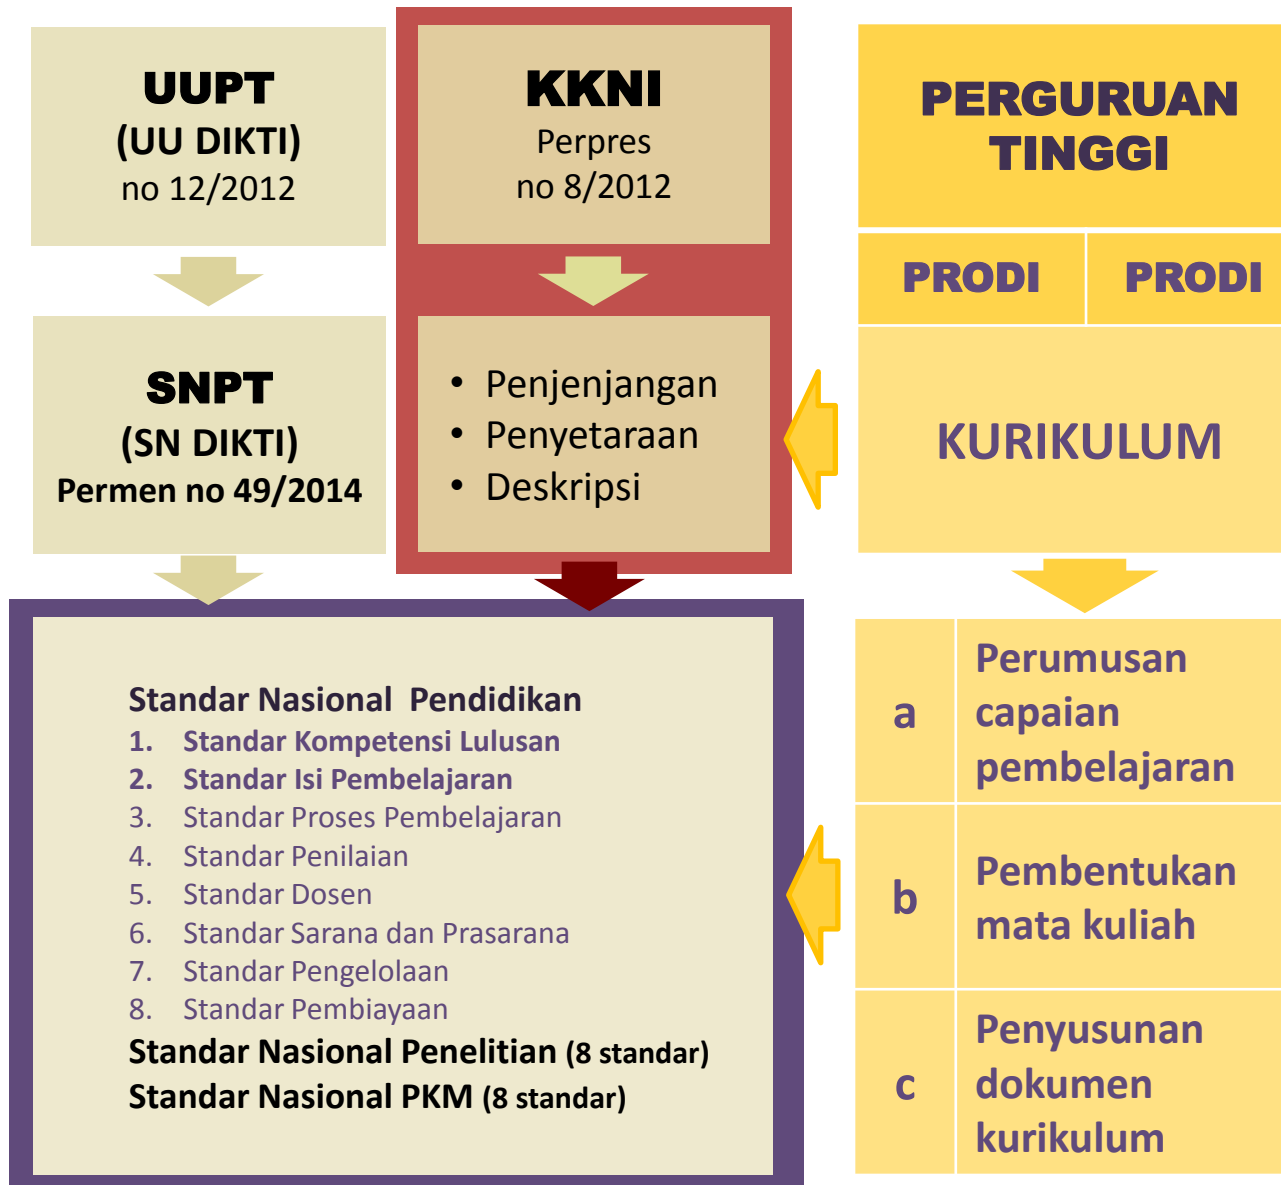 UUPT
(UU DIKTI)
no 12/2012
SNPT
(SN DIKTI)
Permen no 49/2014
KKNI
Perpres
no 8/2012
• Penjenjangan
• Penyetaraan
• Deskripsi
PERGURUAN
TINGGI
PRODI
PRODI
KURIKULUM
Standar Nasional Pendidikan
1. Standar Kompetensi Lulusan
2. Standar Isi Pembelajaran
3. Standar Proses Pembelajaran
4. Standar Penilaian
5. Standar Dosen
6. Standar Sarana dan Prasarana
7. Standar Pengelolaan
8. Standar Pembiayaan
Standar Nasional Penelitian (8 standar)
Standar Nasional PKM (8 standar)
a
Perumusan
capaian
pembelajaran
b
Pembentukan
mata kuliah
c
Penyusunan
dokumen
kurikulum